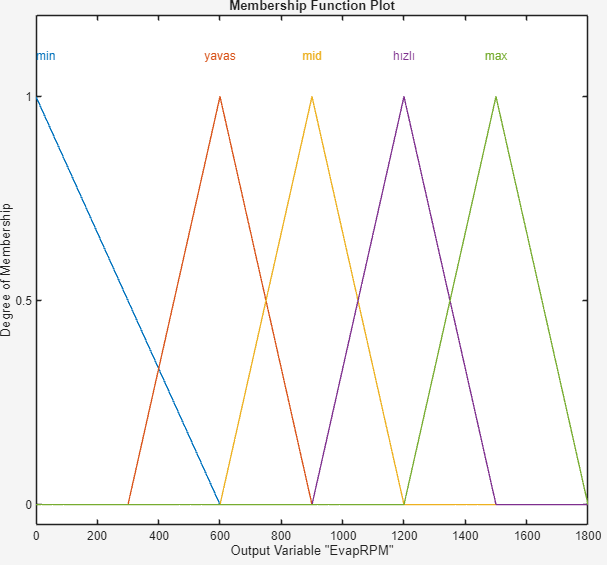 Membership Function Plot
min yavas mid hızlı max
1
0.5
0
Degree of Membership
0 200 400 600 800 1000 1200 1400 1600 1800
Output Variable "EvapRPM"